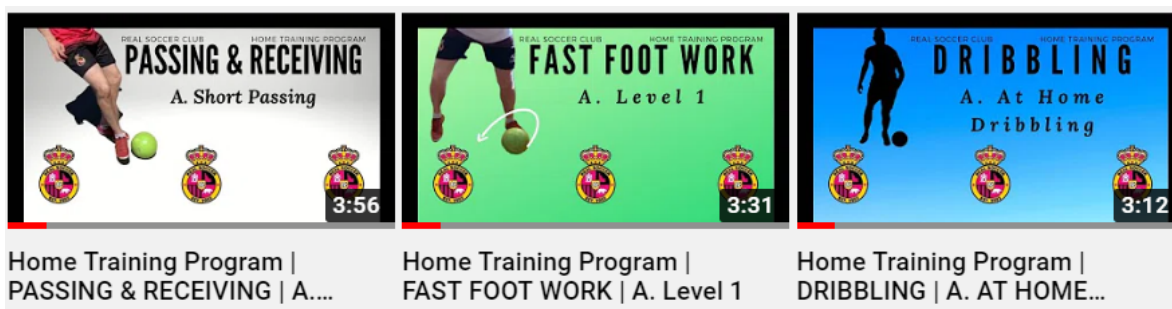 REAL SOCCER CLUB HOME TRAINING PROGRAM
PASSING & RECEIVING
A. Short Passing
3:56
Home Training Program |
PASSING & RECEIVING | A....
REAL SOCCER CLUB HOME TRAINING PROGRAM
FAST FOOT WORK
A. Level 1
3:31
Home Training Program |
FAST FOOT WORK | A. Level 1
REAL SOCCER CLUB HOME TRAINING PROGRAM
DRIBBLING
A. At Home
Dribbling
3:12
Home Training Program |
DRIBBLING | A. AT HOME...